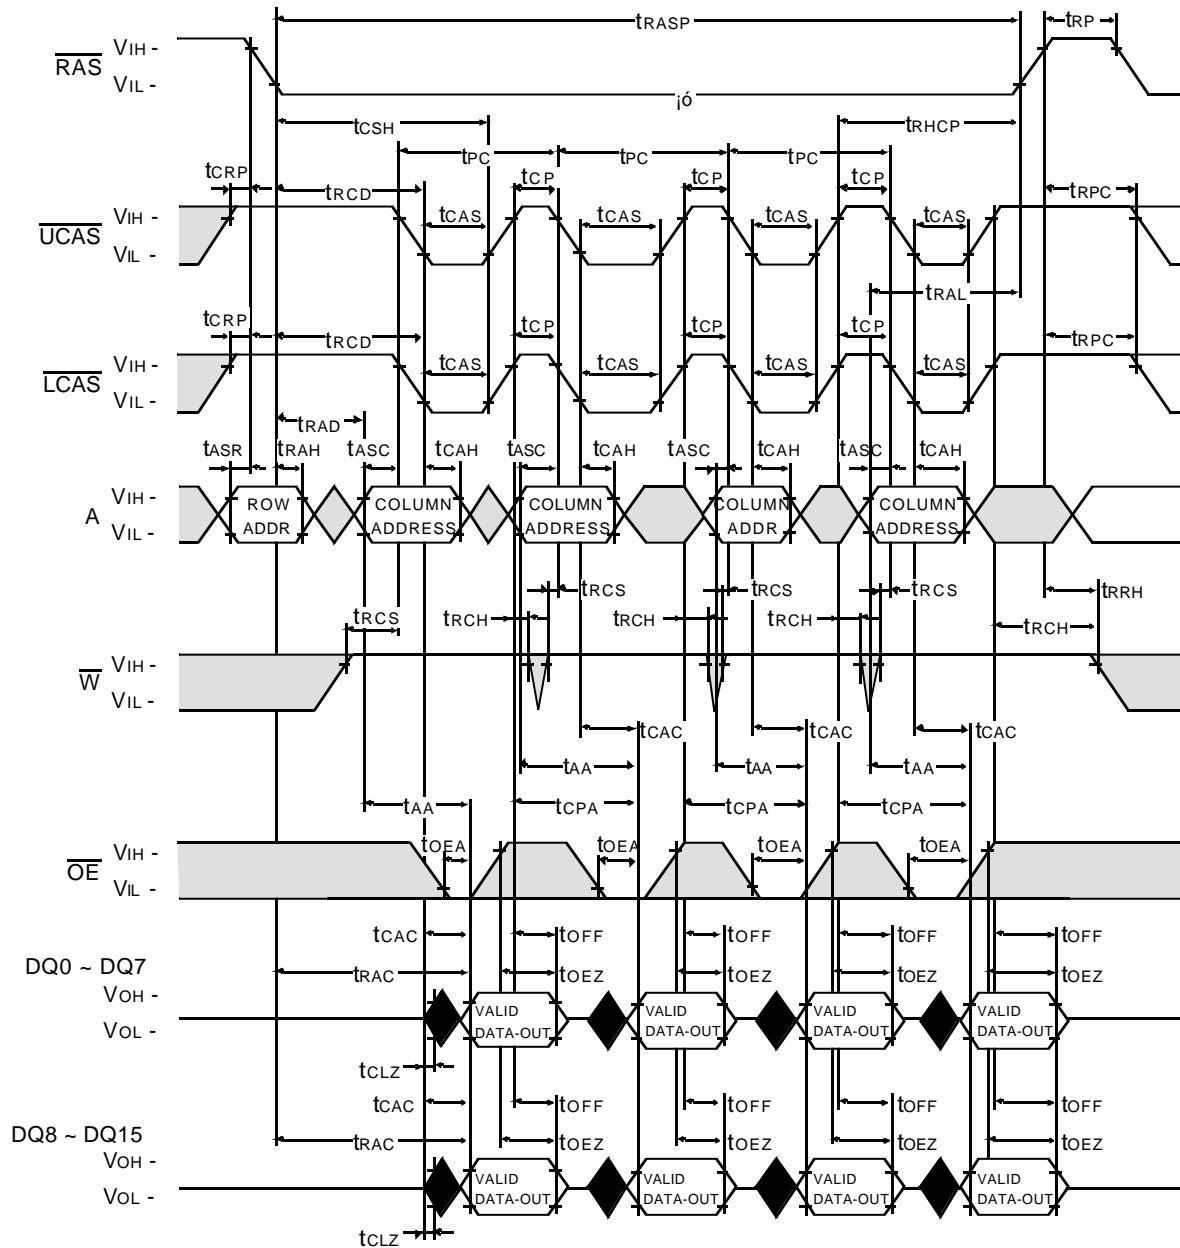 tRASP tRP
RAS VIH -
VIL -
¡ó
tCSH tRHCP
tPC tPC tPC
tCRP tCP tCP tCP
tRCD tRPC
UCAS VIH -
tCAS tCAS tCAS tCAS
VIL -
tRAL
tCRP tCP tCP tCP
tRCD tRPC
LCAS VIH -
tCAS tCAS tCAS tCAS
VIL -
tRAD
tASR tRAH tASC tCAH tASC tCAH tASC tCAH tASC tCAH
A VIH -
VIL -
ROW ADDR
COLUMN ADDRESS
COLUMN ADDRESS
COLUMN ADDR
COLUMN ADDRESS
tRCS tRCS tRCS tRRH
tRCS tRCH tRCH tRCH tRCH
W VIH -
VIL -
tCAC tCAC tCAC
tAA tAA tAA
tAA tCPA tCPA tCPA
OE VIH -
VIL -
tOEA tOEA tOEA tOEA
tCAC tOFF tOFF tOFF tOFF
DQ0 ~ DQ7
tRAC tOEZ tOEZ tOEZ tOEZ
VOH -
VOL -
VALID DATA-OUT
VALID DATA-OUT
VALID DATA-OUT
VALID DATA-OUT
tCLZ
tCAC tOFF tOFF tOFF tOFF
DQ8 ~ DQ15
tRAC tOEZ tOEZ tOEZ tOEZ
VOH -
VOL -
VALID DATA-OUT
VALID DATA-OUT
VALID DATA-OUT
VALID DATA-OUT
tCLZ